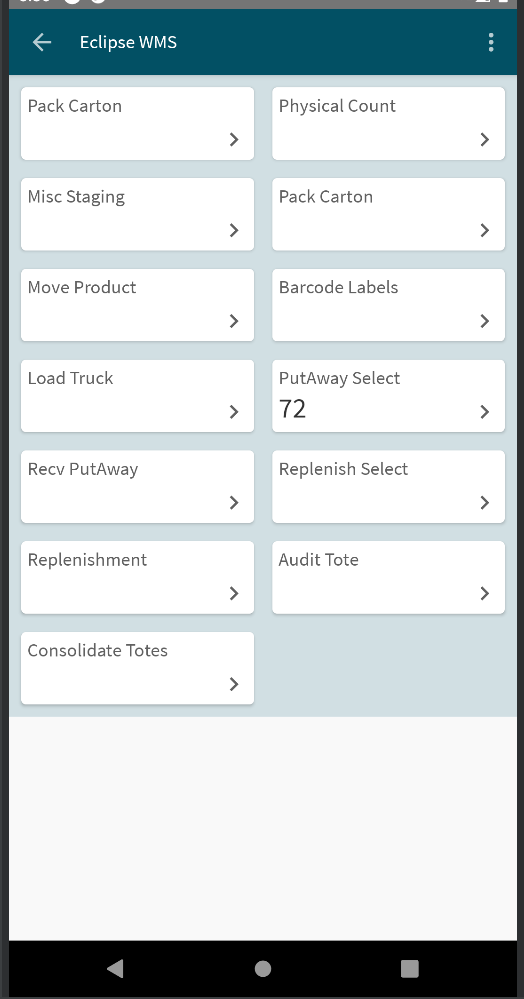 Eclipse WMS
Pack Carton
Physical Count
Misc Staging
Pack Carton
Move Product
Barcode Labels
Load Truck
PutAway Select
72
Recv PutAway
Replenish Select
Replenishment
Audit Tote
Consolidate Totes